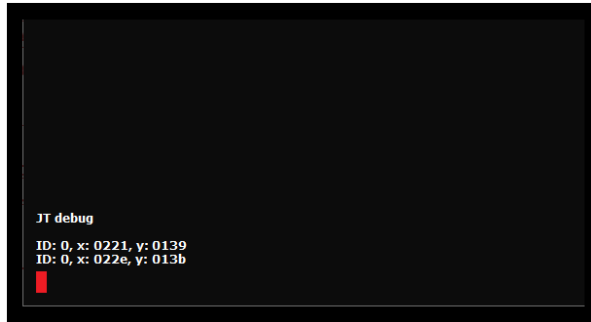 JT debug
ID: 0, x: 0221, y: 0139
ID: 0, x: 022e, y: 013b